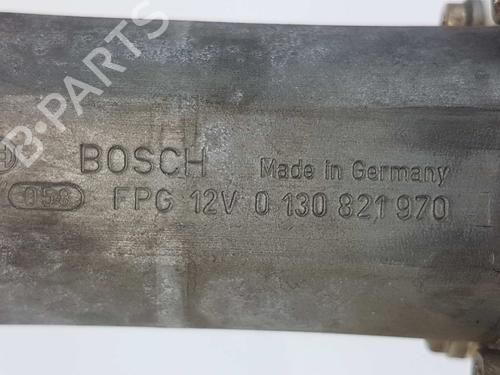 B-PARTS
BOSCH Made in Germany
058 FPG 12V 0 130 821 970